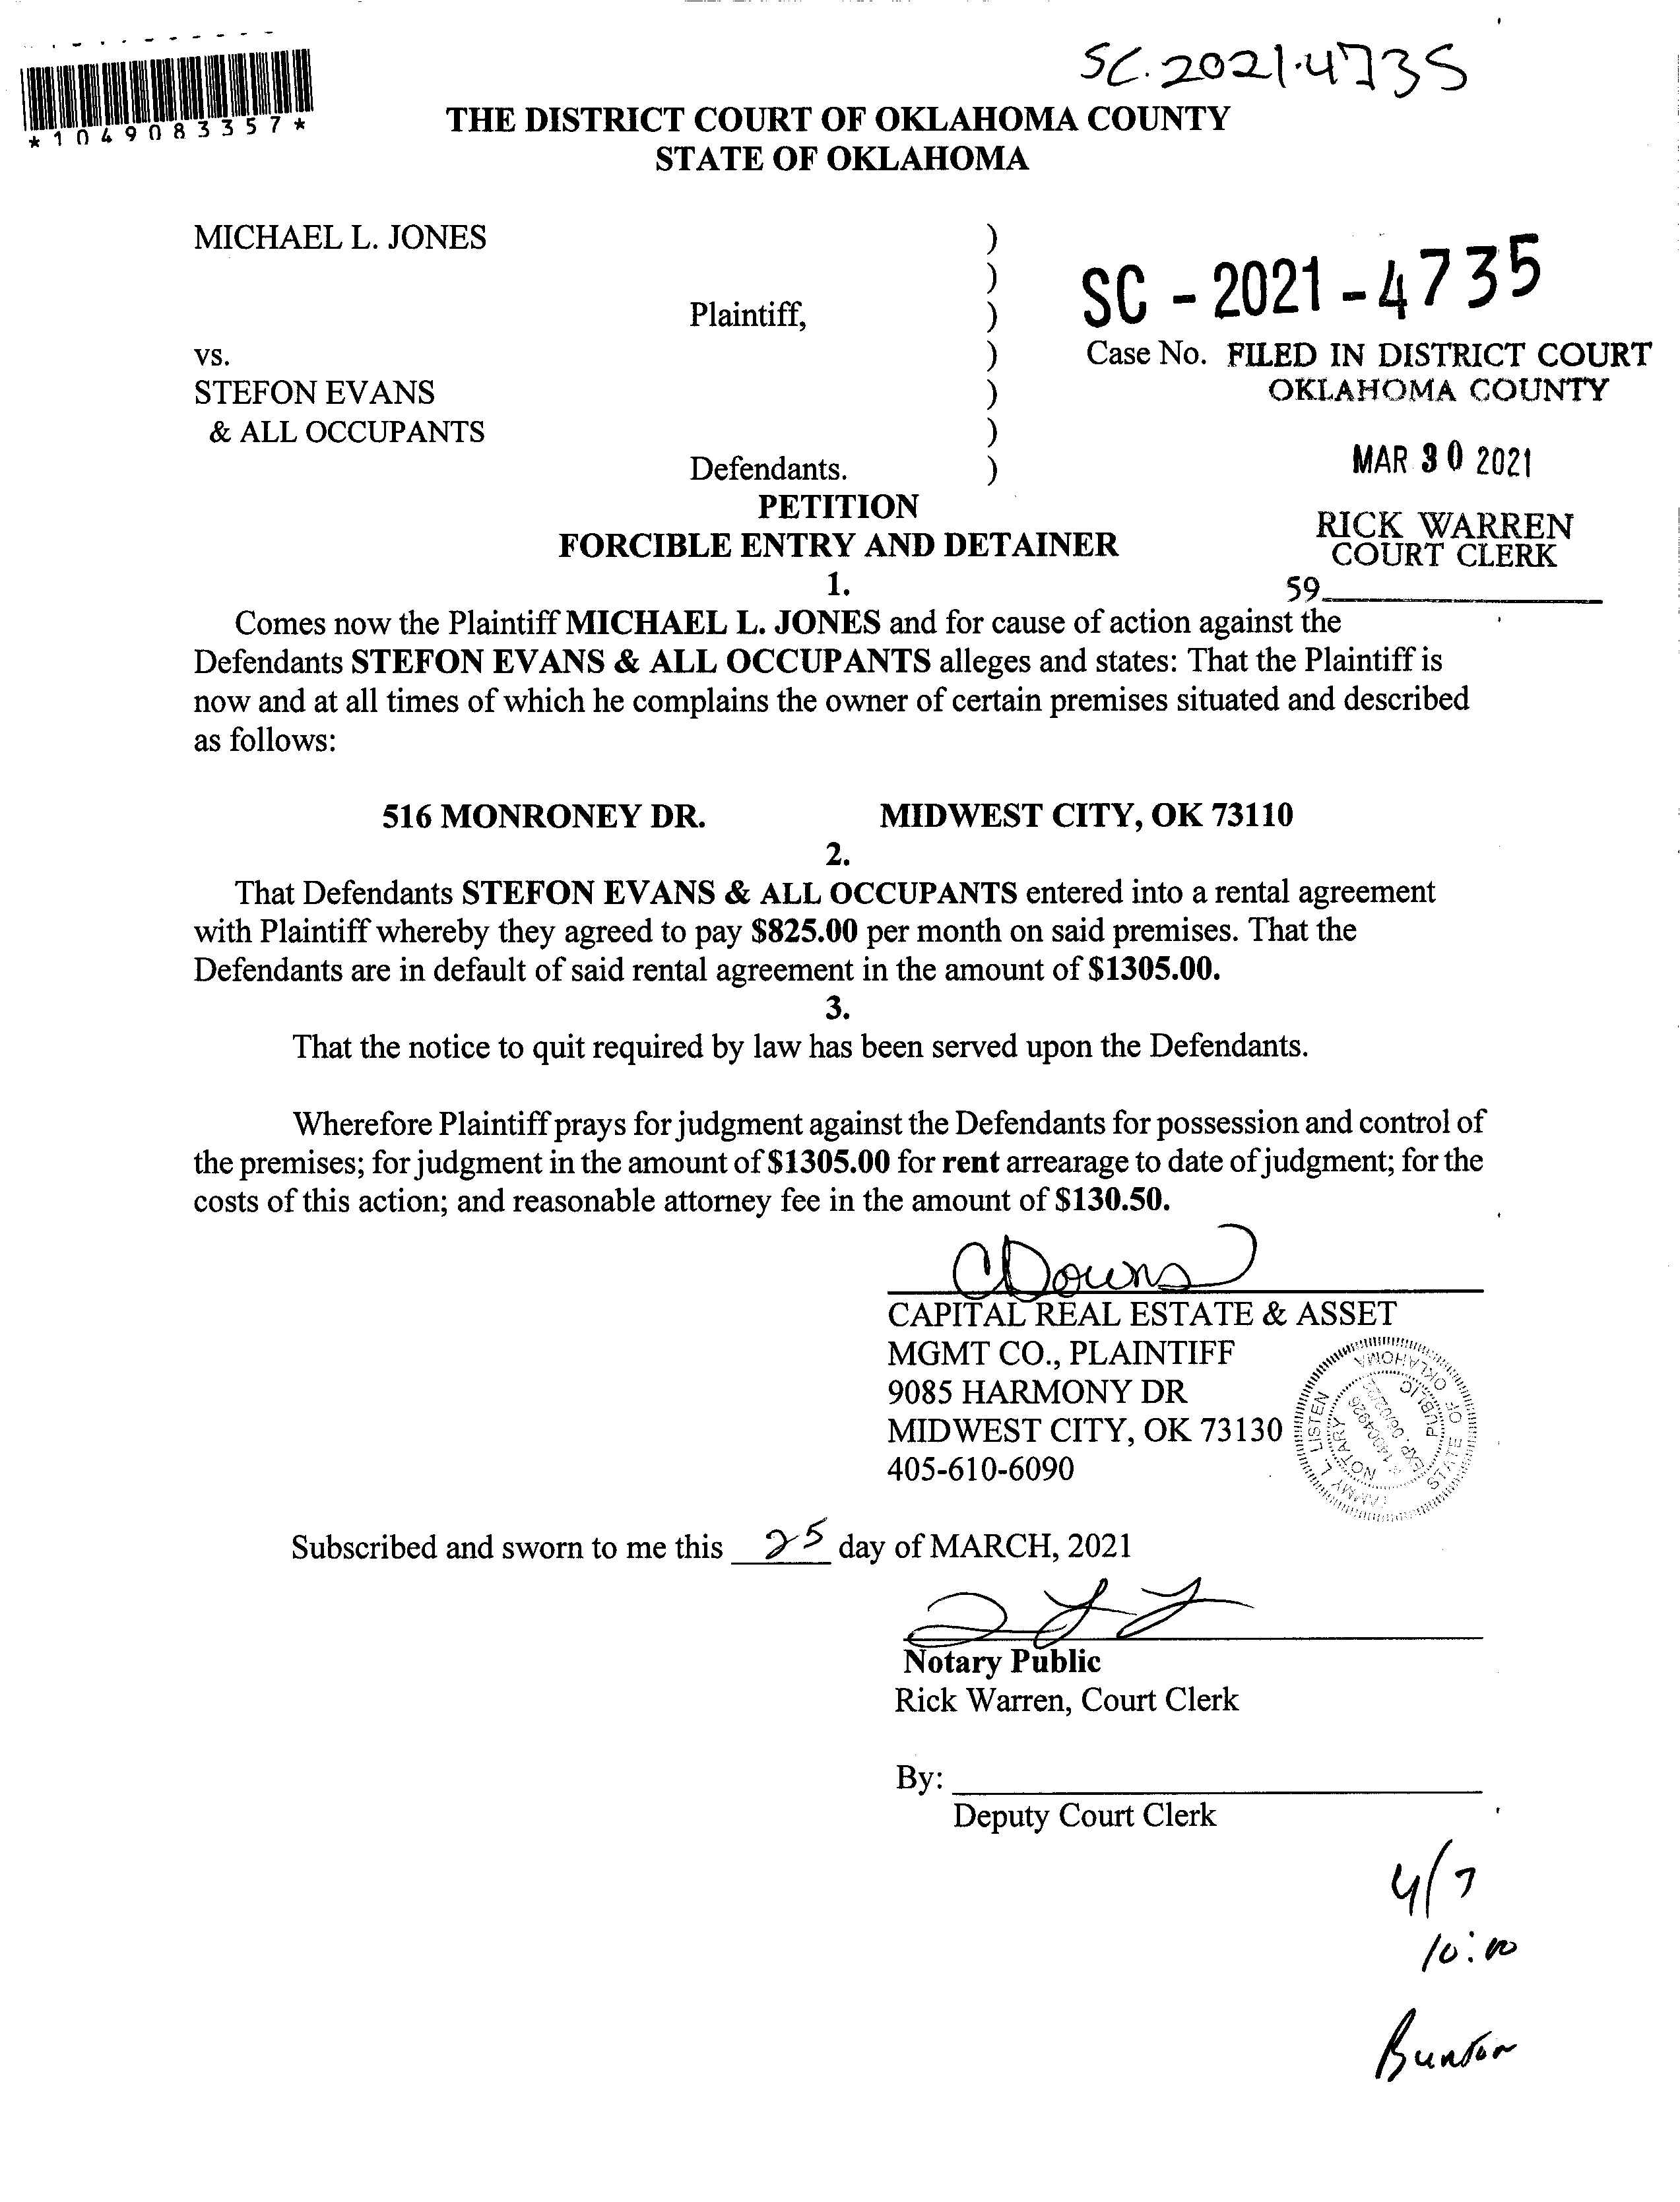 SC.2021.4735
*1049083357*
THE DISTRICT COURT OF OKLAHOMA COUNTY
STATE OF OKLAHOMA
MICHAEL L. JONES )
)
Plaintiff, )
SC - 2021 - 4735
vs. )
Case No. FILED IN DISTRICT COURT
STEFON EVANS )
OKLAHOMA COUNTY
& ALL OCCUPANTS )
Defendants. )
MAR 30 2021
PETITION
RICK WARREN
FORCIBLE ENTRY AND DETAINER
COURT CLERK
1.
59
Comes now the Plaintiff MICHAEL L. JONES and for cause of action against the
Defendants STEFON EVANS & ALL OCCUPANTS alleges and states: That the Plaintiff is
now and at all times of which he complains the owner of certain premises situated and described
as follows:
516 MONRONEY DR. MIDWEST CITY, OK 73110
2.
That Defendants STEFON EVANS & ALL OCCUPANTS entered into a rental agreement
with Plaintiff whereby they agreed to pay $825.00 per month on said premises. That the
Defendants are in default of said rental agreement in the amount of $1305.00.
3.
That the notice to quit required by law has been served upon the Defendants.
Wherefore Plaintiff prays for judgment against the Defendants for possession and control of
the premises; for judgment in the amount of $1305.00 for rent arrearage to date of judgment; for the
costs of this action; and reasonable attorney fee in the amount of $130.50.
CDowns
CAPITAL REAL ESTATE & ASSET
MGMT CO., PLAINTIFF
9085 HARMONY DR
MIDWEST CITY, OK 73130
405-610-6090
TAMMY L. LISTEN
STATE OF OKLAHOMA
NOTARY PUBLIC
# 14004926
Subscribed and sworn to me this 25 day of MARCH, 2021
Notary Public
Rick Warren, Court Clerk
By:
Deputy Court Clerk
4/7
10:00
Bunton